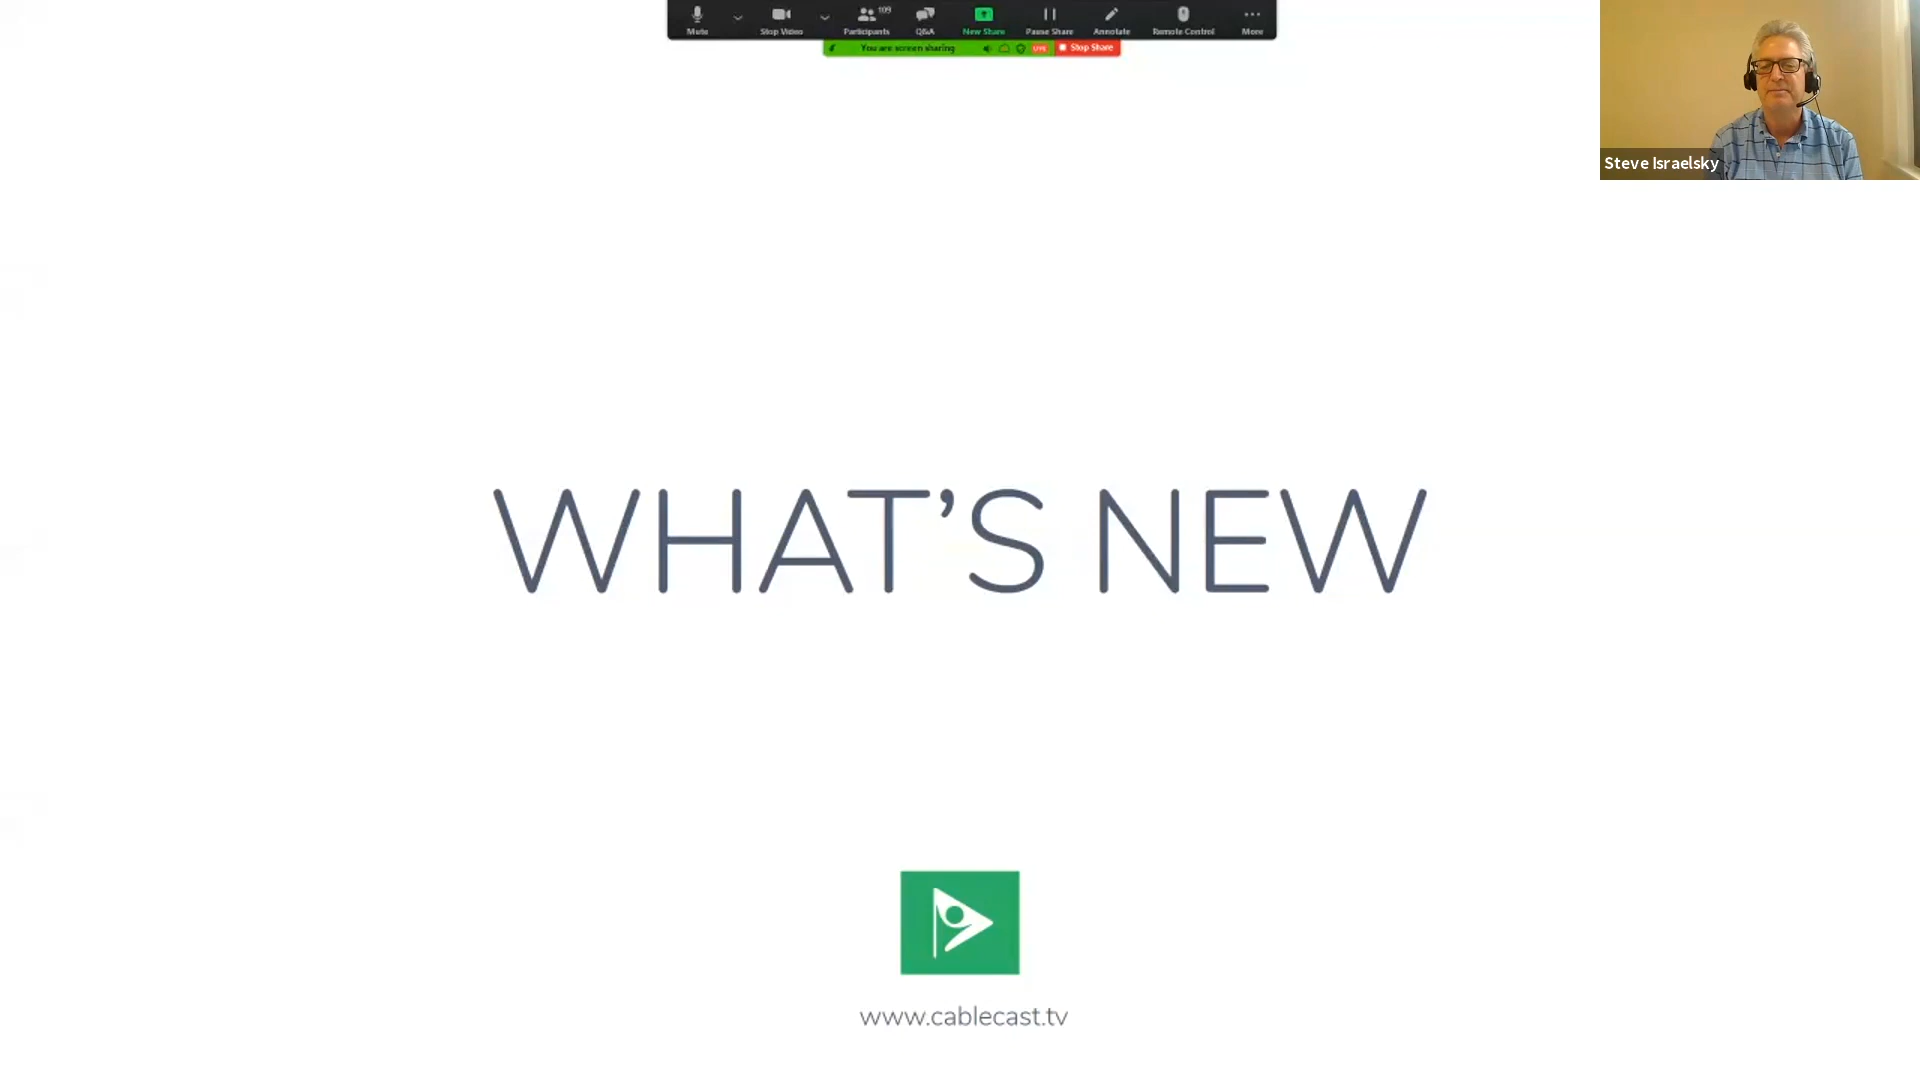 Mute
Stop Video
Participants
109
Q&A
New Share
Pause Share
Annotate
Remote Control
More
You are screen sharing
LIVE
Stop Share
Steve Israelsky
WHAT'S NEW
www.cablecast.tv